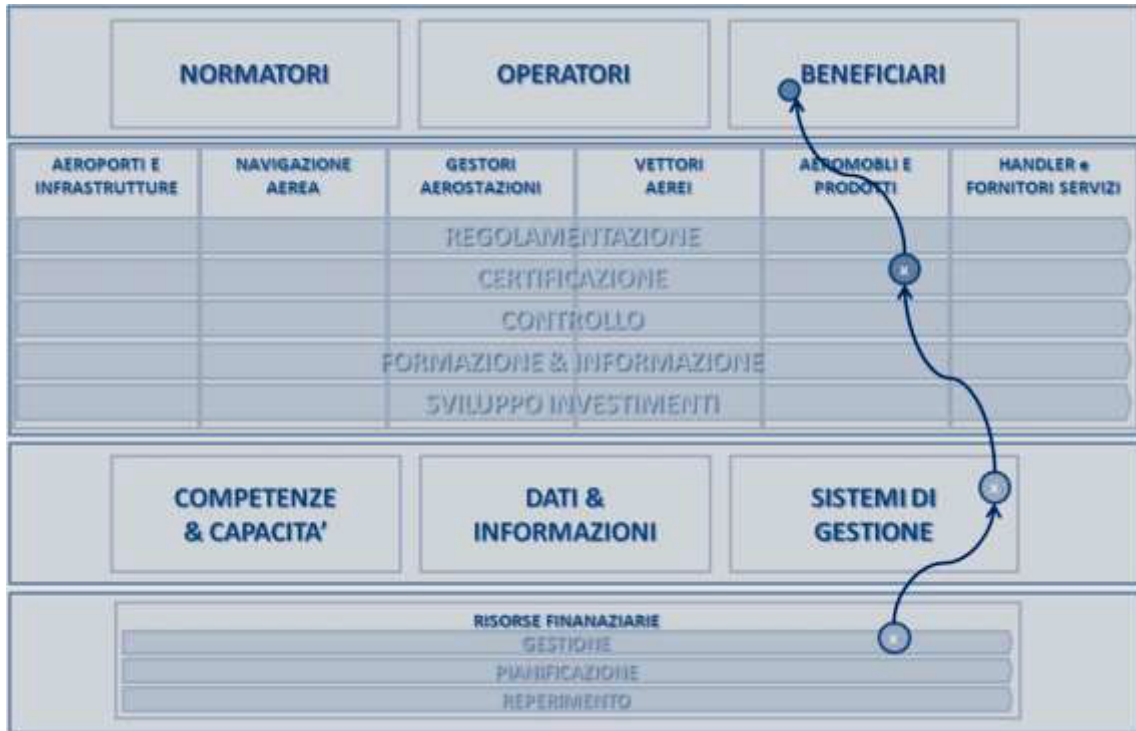 NORMATORI
OPERATORI
BENEFICIARI
AEROPORTI E
INFRASTRUTTURE
NAVIGAZIONE
AEREA
GESTORI
AEROSTAZIONI
VETTORI
AEREI
AEROMOBLI E
PRODOTTI
HANDLER e
FORNITORI SERVIZI
REGOLAMENTAZIONE
CERTIFICAZIONE
x
CONTROLLO
FORMAZIONE & INFORMAZIONE
SVILUPPO INVESTIMENTI
COMPETENZE
& CAPACITA'
DATI &
INFORMAZIONI
SISTEMI DI
GESTIONE
x
RISORSE FINANAZIARIE
GESTIONE
x
PIANIFICAZIONE
REPERIMENTO